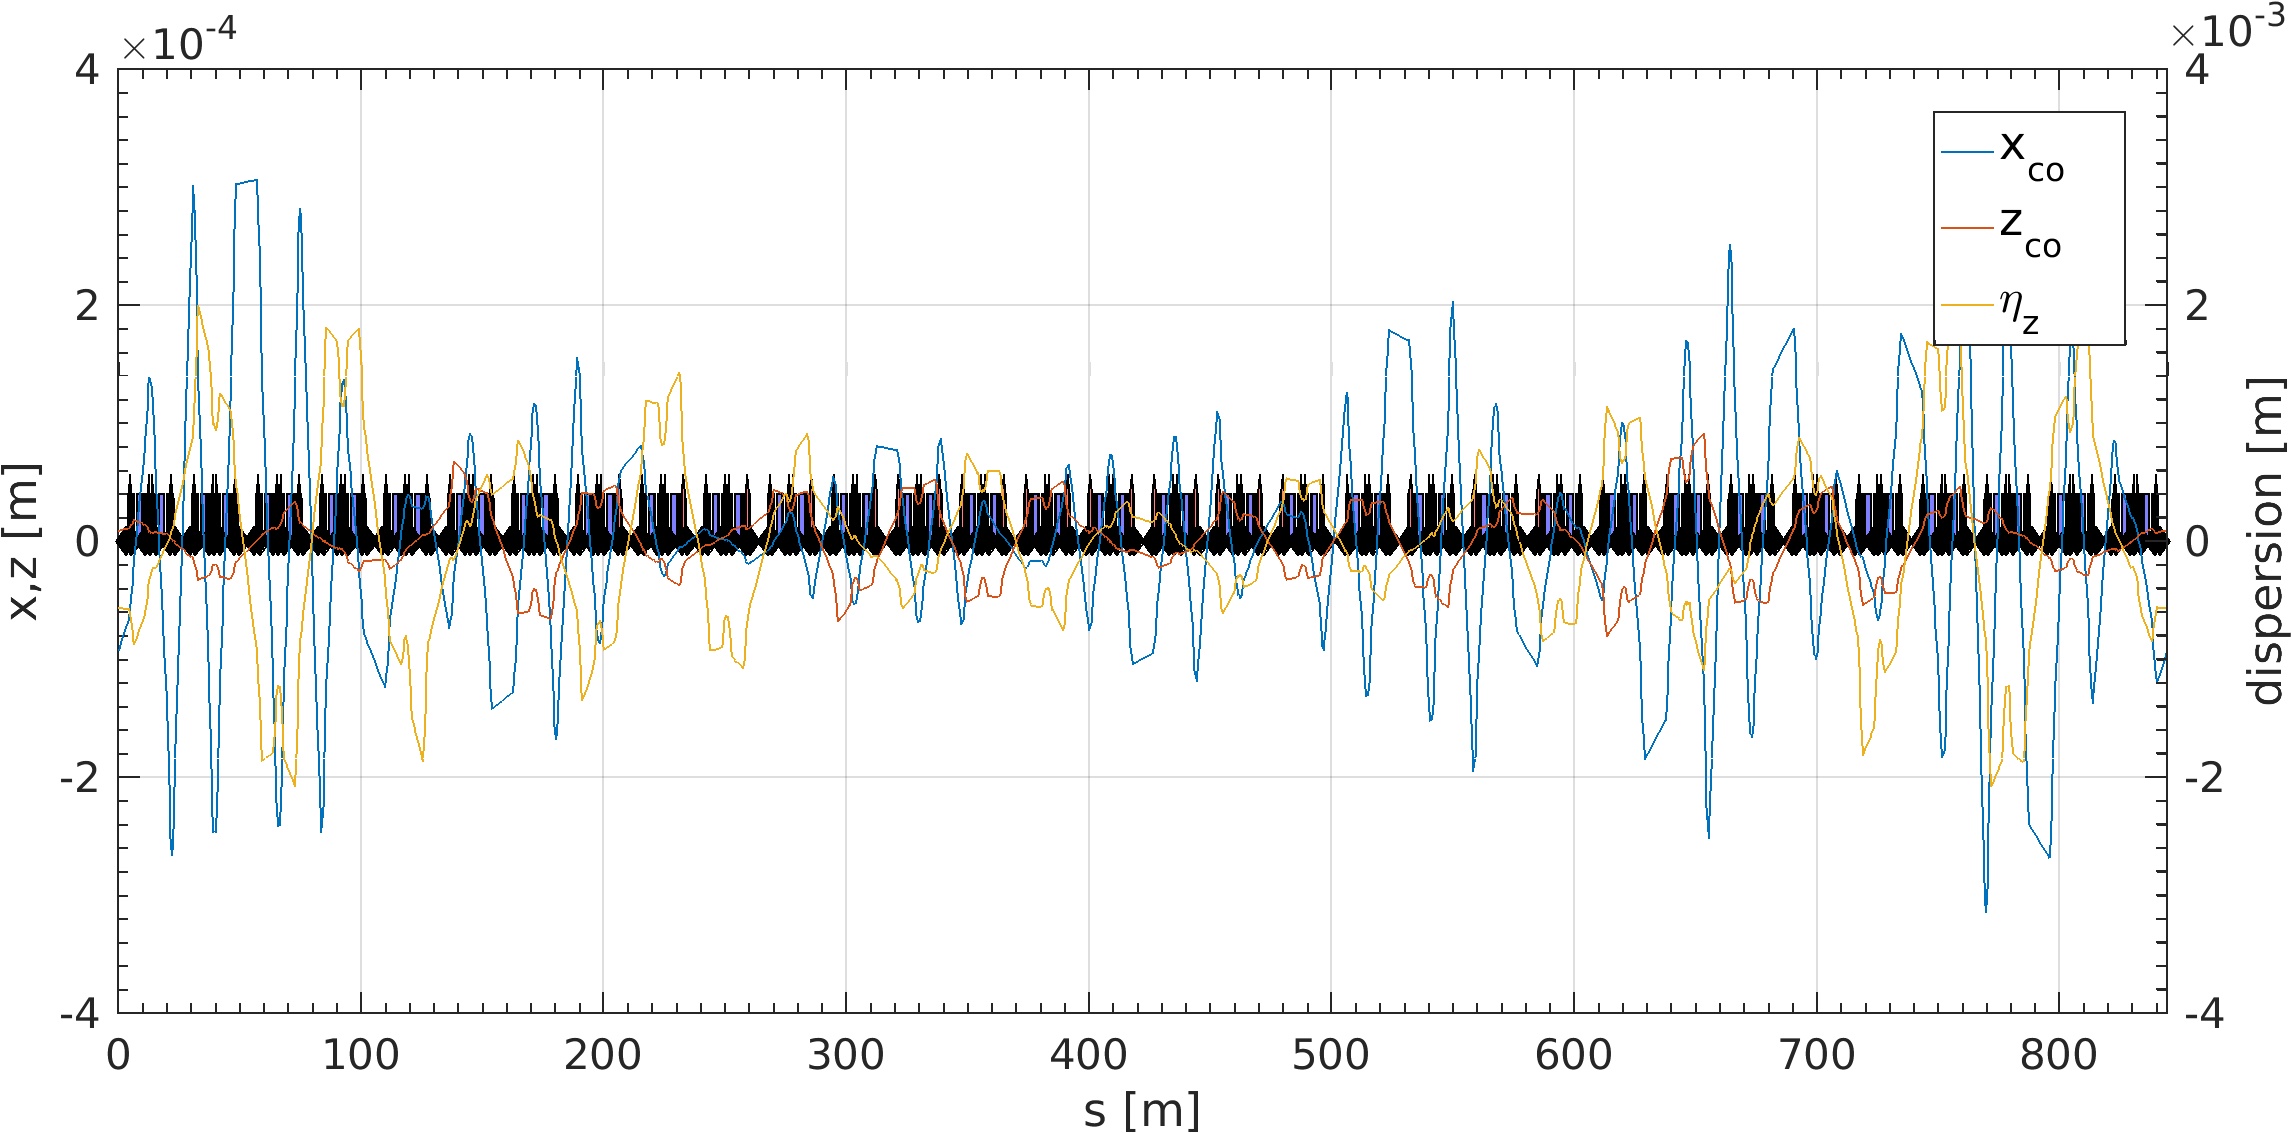 ×10⁻⁴
×10⁻³
4
2
0
-2
-4
4
2
0
-2
-4
x,z [m]
dispersion [m]
x_co
z_co
η_z
0 100 200 300 400 500 600 700 800
s [m]